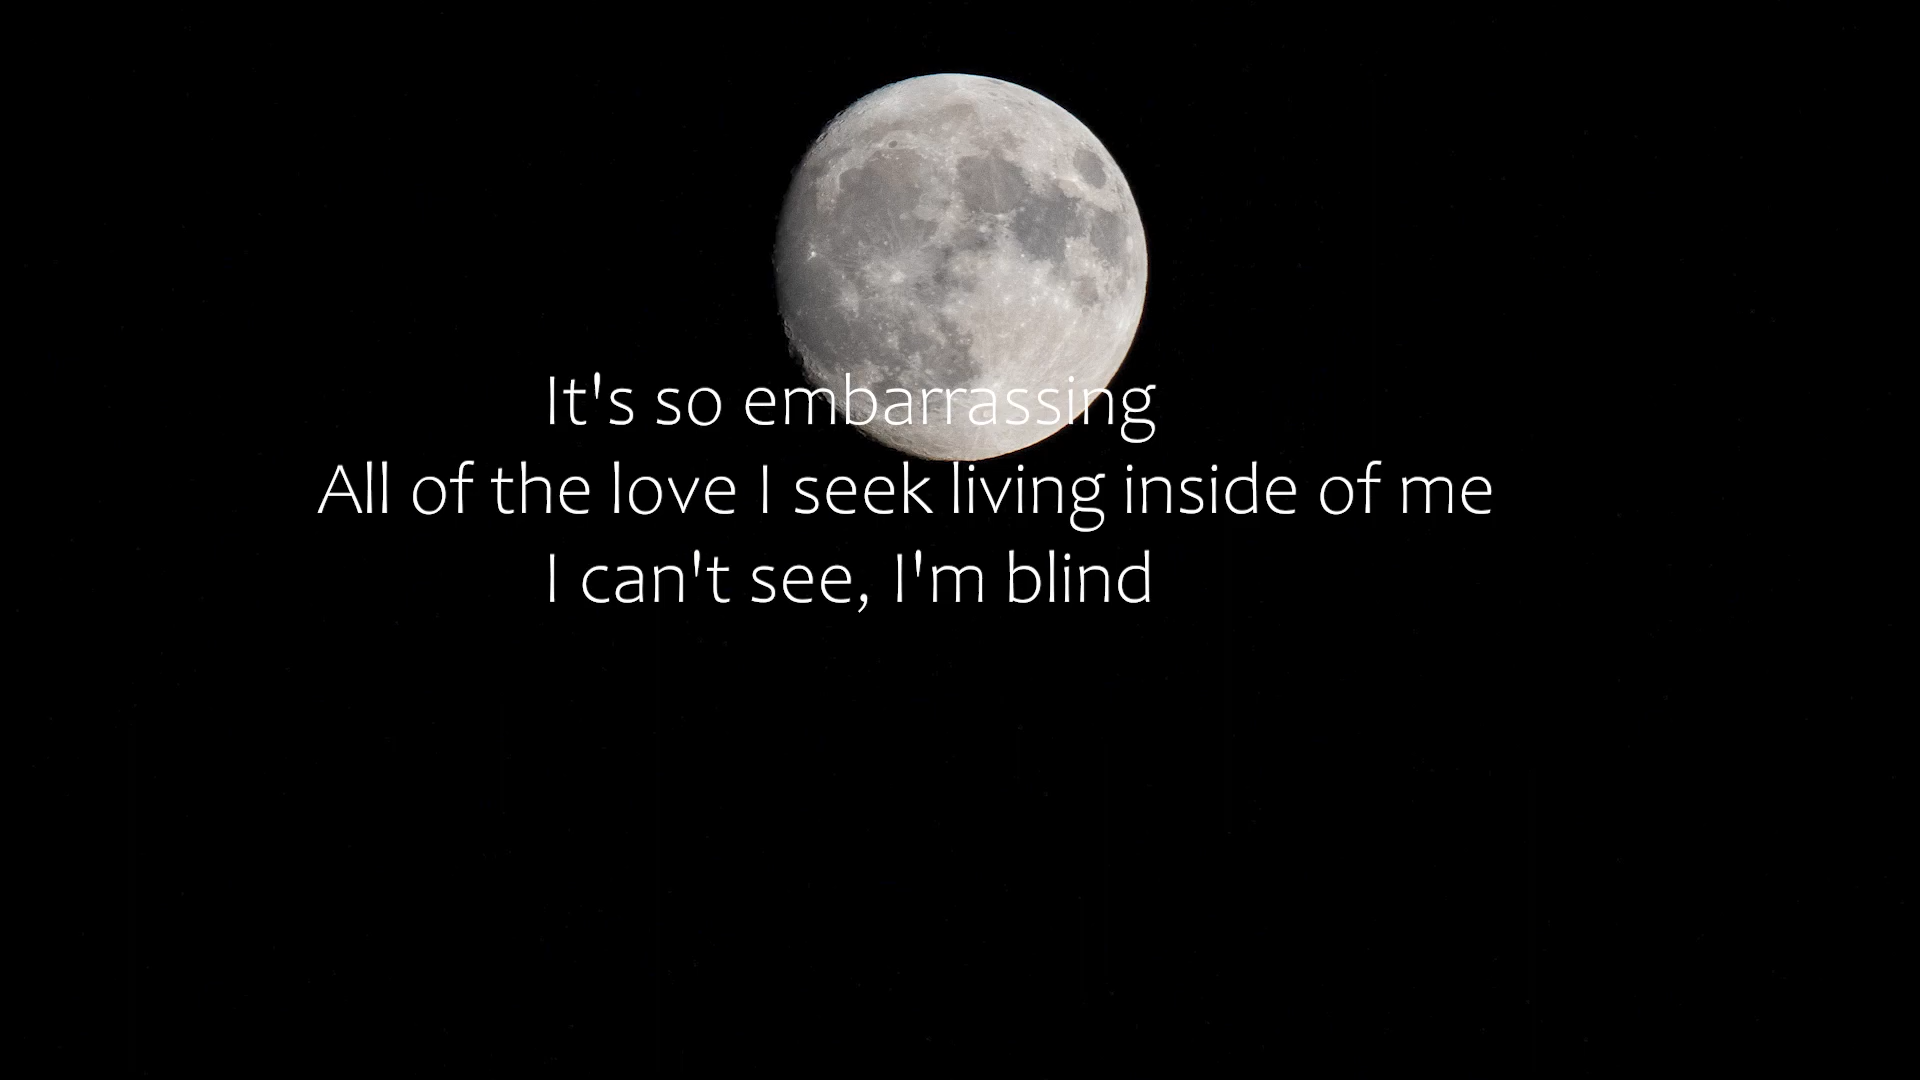 It's so embarrassing
All of the love I seek living inside of me
I can't see, I'm blind